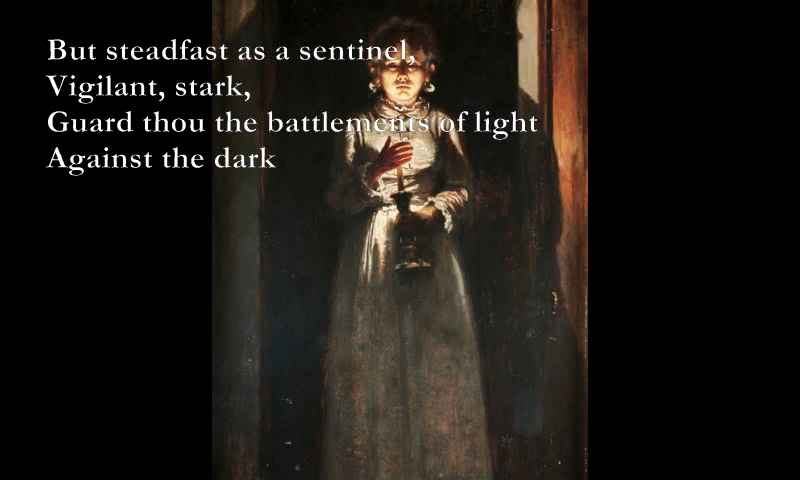 But steadfast as a sentinel,
Vigilant, stark,
Guard thou the battlements of light
Against the dark